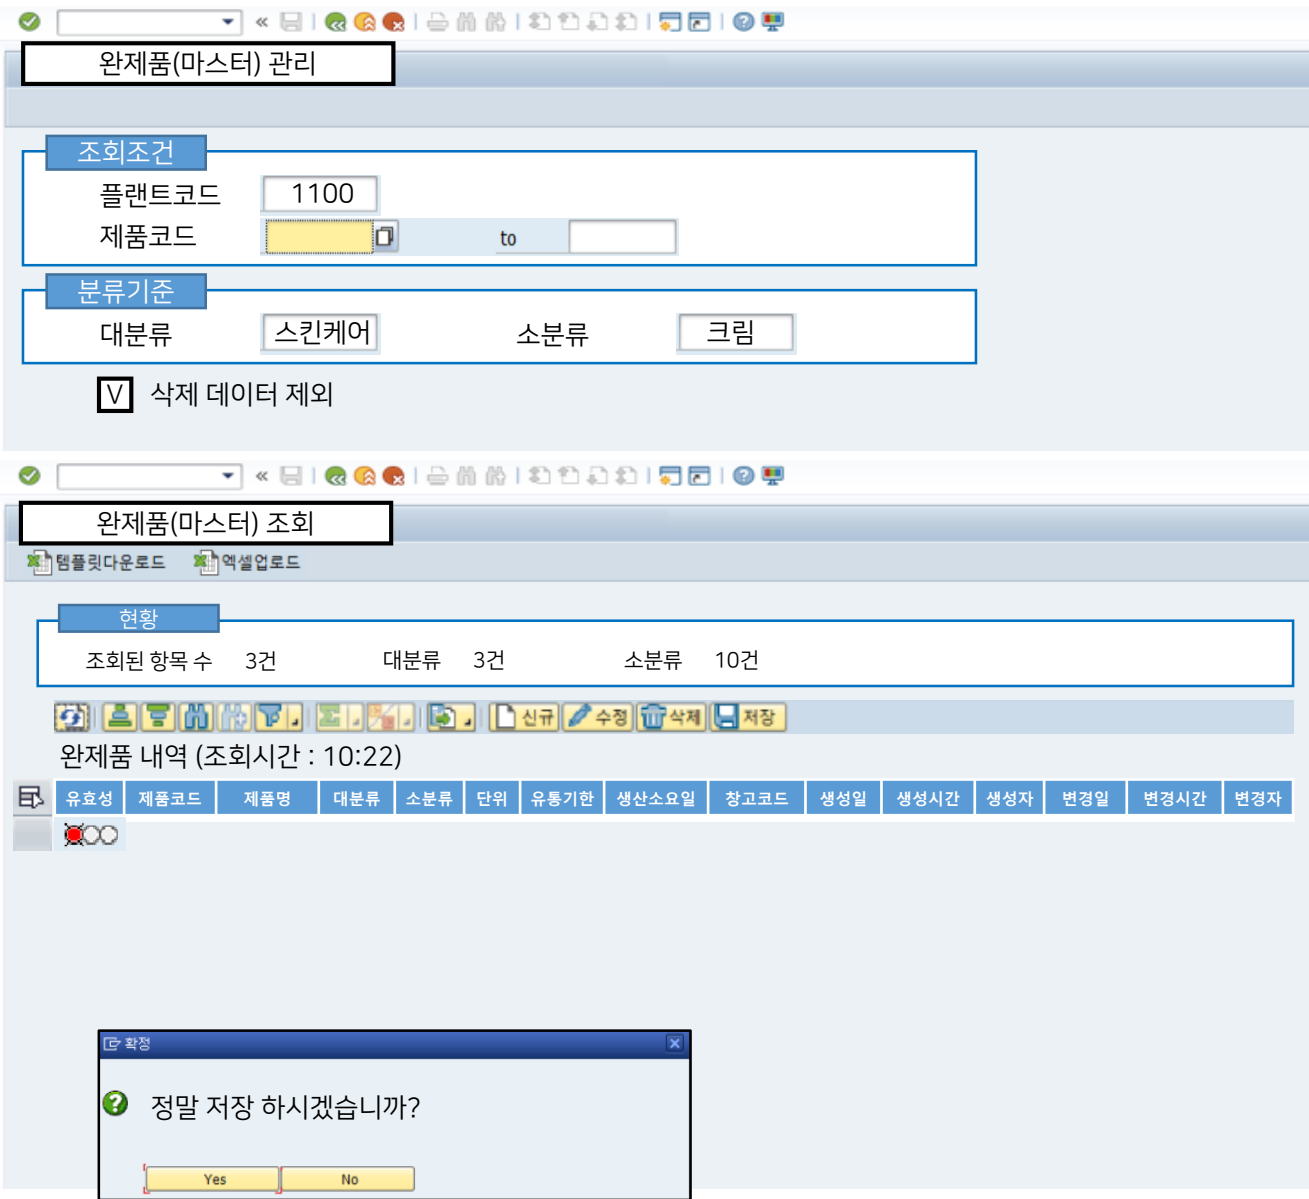 완제품(마스터) 관리
조회조건
플랜트코드 1100
제품코드 to
분류기준
대분류 스킨케어 소분류 크림
V 삭제 데이터 제외
완제품(마스터) 조회
템플릿다운로드 엑셀업로드
현황
조회된 항목 수 3건 대분류 3건 소분류 10건
신규 수정 삭제 저장
완제품 내역 (조회시간 : 10:22)
유효성 제품코드 제품명 대분류 소분류 단위 유통기한 생산소요일 창고코드 생성일 생성시간 생성자 변경일 변경시간 변경자
확정
정말 저장 하시겠습니까?
Yes No